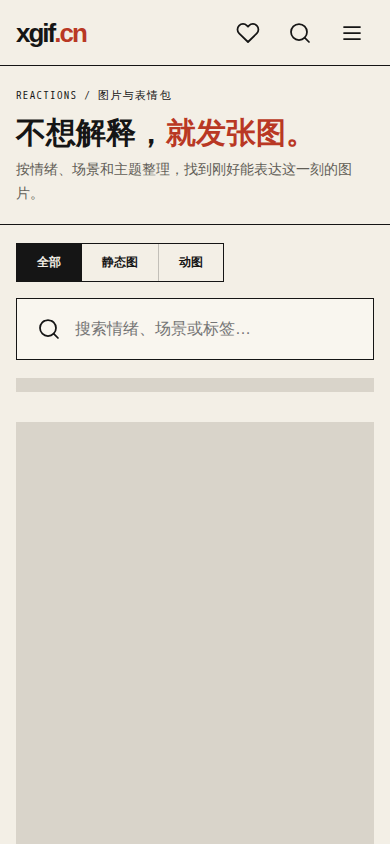 xgif.cn
REACTIONS / 图片与表情包
不想解释，就发张图。
按情绪、场景和主题整理，找到刚好能表达这一刻的图
片。
全部 静态图 动图
搜索情绪、场景或标签...